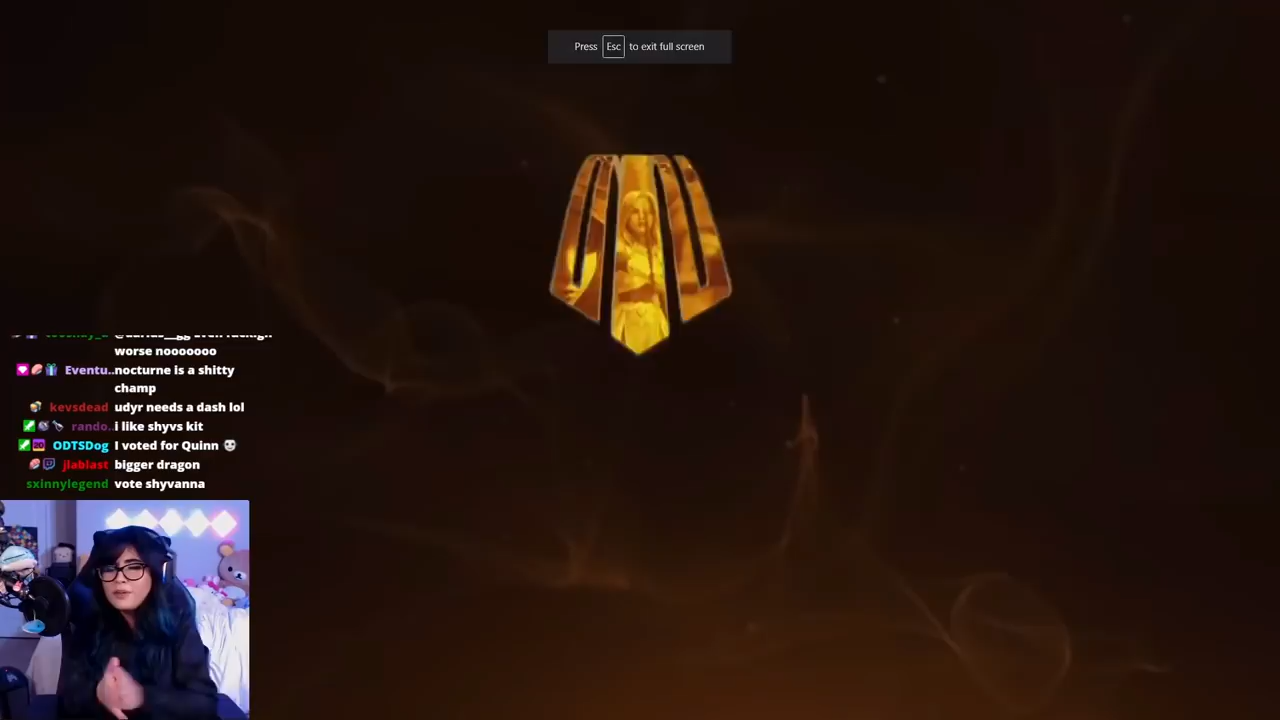 Press Esc to exit full screen
worse nooooooo
Eventu.. nocturne is a shitty
champ
kevsdead udyr needs a dash lol
rando.. i like shyvs kit
ODTSDog I voted for Quinn
jlablast bigger dragon
sxinnylegend vote shyvanna